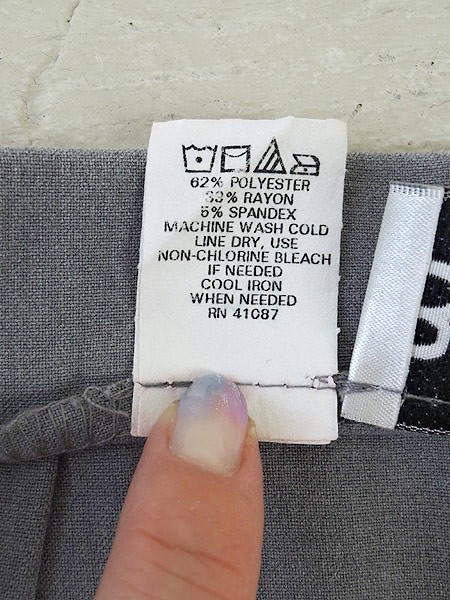 62% POLYESTER
33% RAYON
5% SPANDEX
MACHINE WASH COLD
LINE DRY, USE
NON-CHLORINE BLEACH
IF NEEDED
COOL IRON
WHEN NEEDED
RN 41087